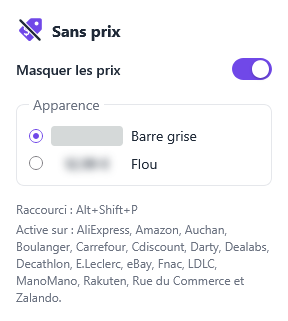 Sans prix
Masquer les prix
Apparence
Barre grise
Flou
Raccourci : Alt+Shift+P
Active sur : AliExpress, Amazon, Auchan,
Boulanger, Carrefour, Cdiscount, Darty, Dealabs,
Decathlon, E.Leclerc, eBay, Fnac, LDLC,
ManoMano, Rakuten, Rue du Commerce et
Zalando.